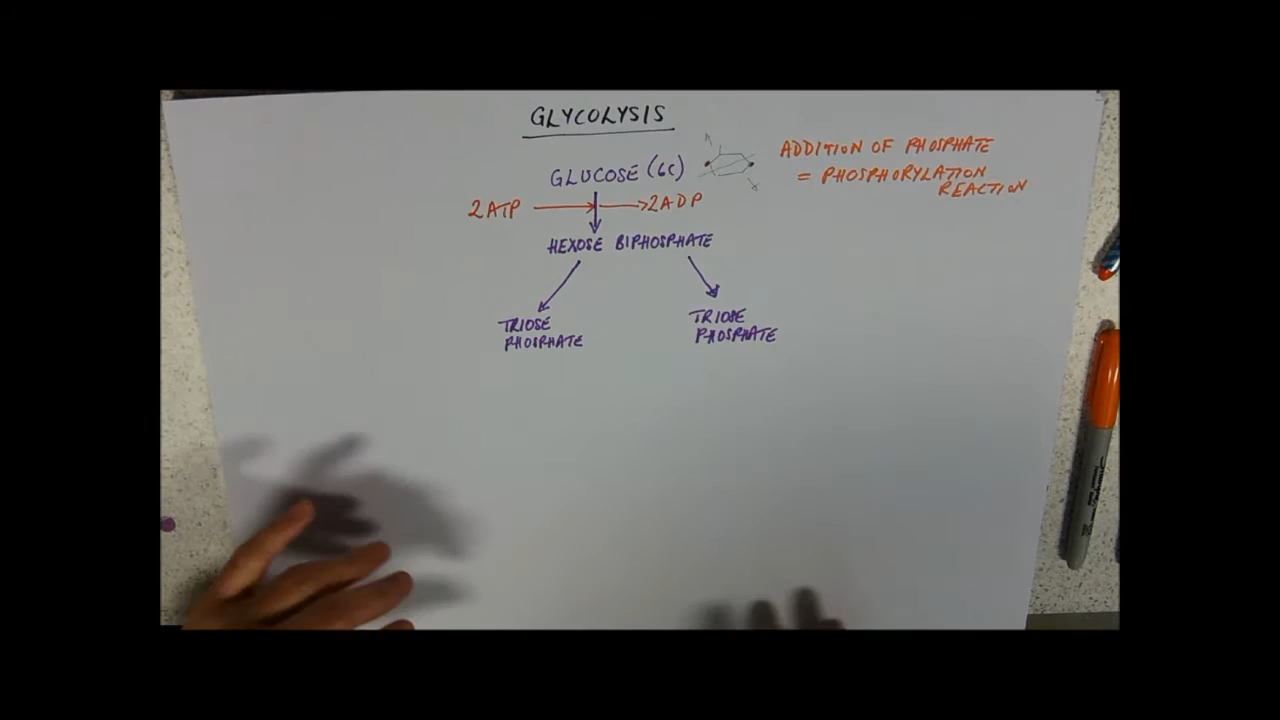 GLYCOLYSIS
GLUCOSE (6C)
ADDITION OF PHOSPHATE
= PHOSPHORYLATION
REACTION
2ATP
2ADP
HEXOSE BIPHOSPHATE
TRIOSE
PHOSPHATE
TRIOSE
PHOSPHATE